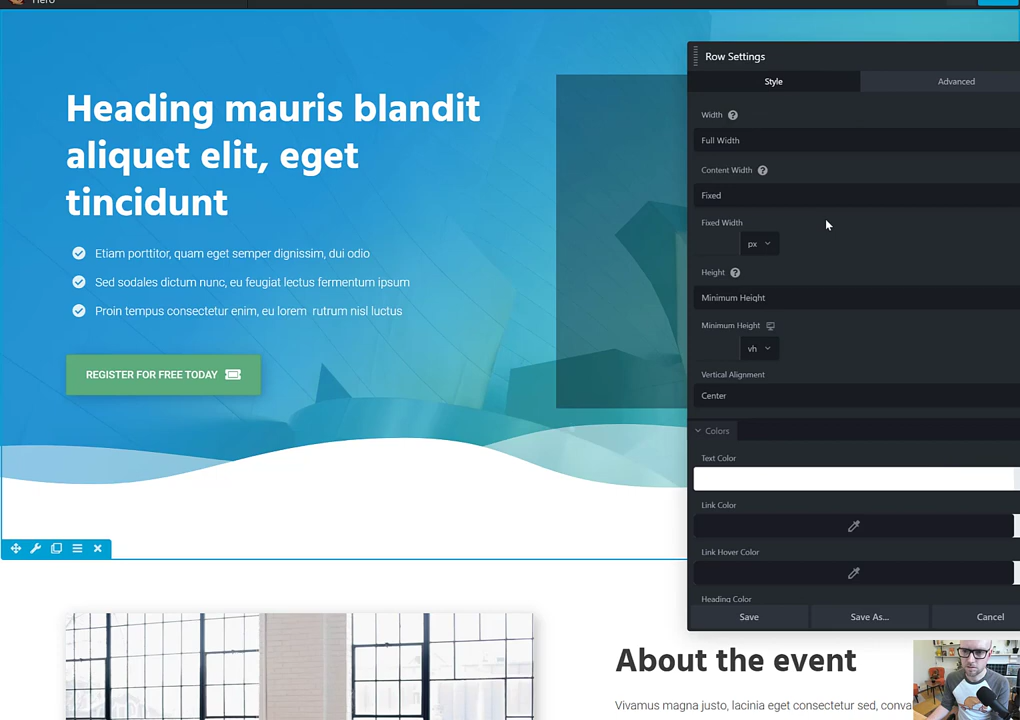 Hero
Heading mauris blandit
aliquet elit, eget
tincidunt
Etiam porttitor, quam eget semper dignissim, dui odio
Sed sodales dictum nunc, eu feugiat lectus fermentum ipsum
Proin tempus consectetur enim, eu lorem rutrum nisl luctus
REGISTER FOR FREE TODAY
Row Settings
Style
Advanced
Width ?
Full Width
Content Width ?
Fixed
Fixed Width
px
Height ?
Minimum Height
Minimum Height
vh
Vertical Alignment
Center
Colors
Text Color
Link Color
Link Hover Color
Heading Color
Save
Save As...
Cancel
About the event
Vivamus magna justo, lacinia eget consectetur sed, conva